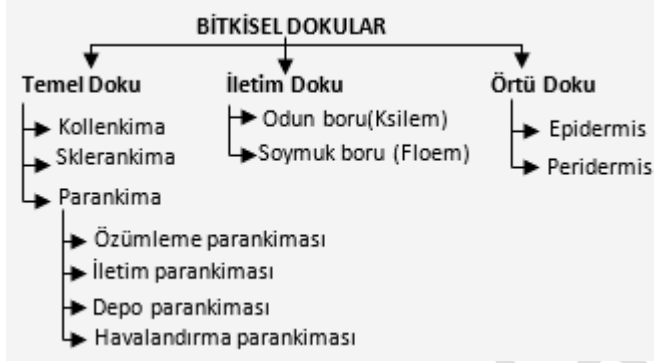 BİTKİSEL DOKULAR
Temel Doku
Kollenkima
Sklerankima
Parankima
Özümleme parankiması
İletim parankiması
Depo parankiması
Havalandırma parankiması
İletim Doku
Odun boru(Ksilem)
Soymuk boru (Floem)
Örtü Doku
Epidermis
Peridermis